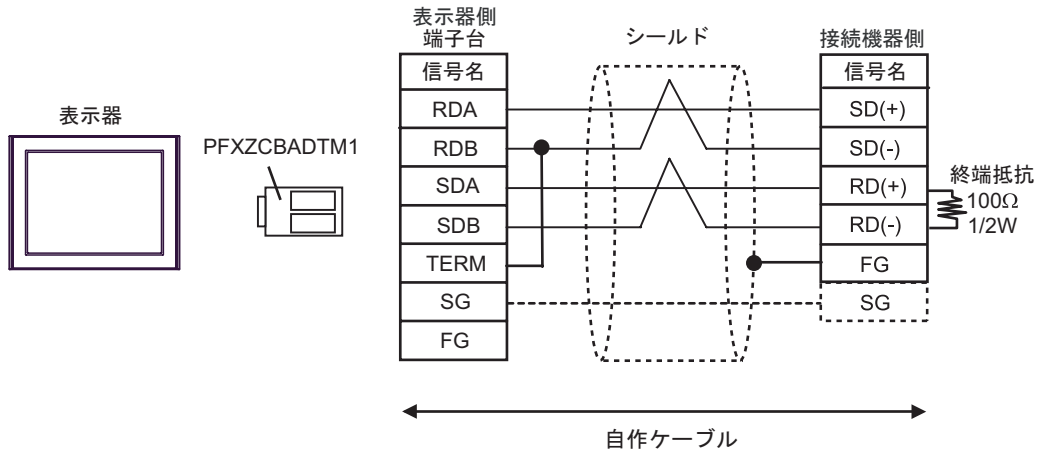 表示器
PFXZCBADTM1
表示器側
端子台
信号名
RDA
RDB
SDA
SDB
TERM
SG
FG
シールド
接続機器側
信号名
SD(+)
SD(-)
RD(+)
RD(-)
FG
SG
終端抵抗
100Ω
1/2W
自作ケーブル